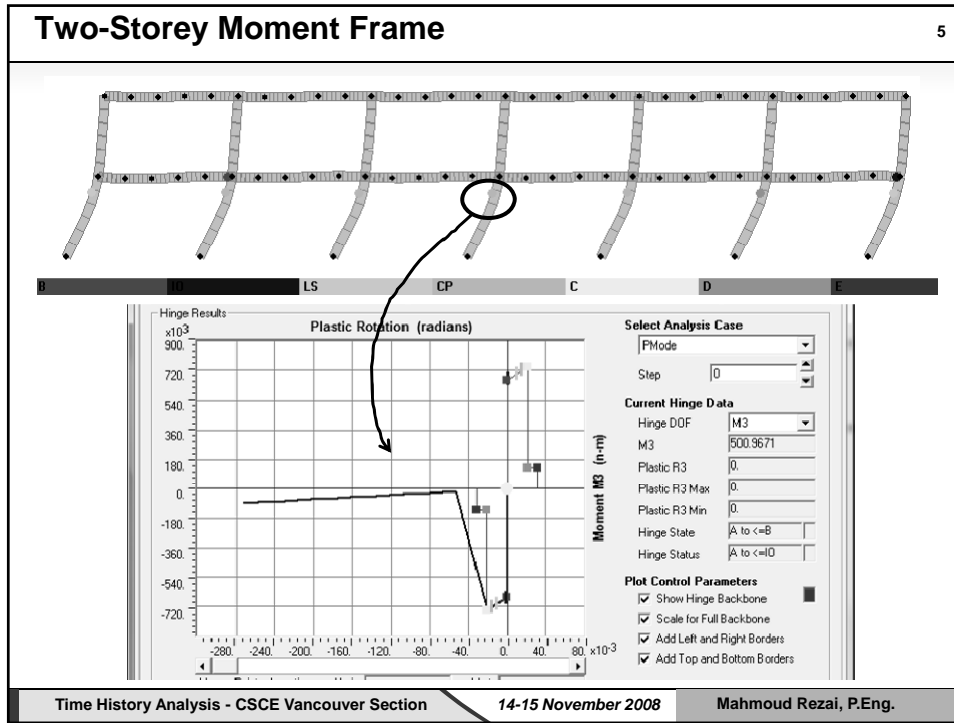 Two-Storey Moment Frame
5
B IO LS CP C D E
Hinge Results
Plastic Rotation (radians)
x10^3
900.
720.
540.
360.
180.
0.
-180.
-360.
-540.
-720.
-280. -240. -200. -160. -120. -80. -40. 0. 40. 80. x10^-3
Moment M3 (n-m)
Select Analysis Case
PMode
Step 0
Current Hinge Data
Hinge DOF M3
M3 500.9671
Plastic R3 0.
Plastic R3 Max 0.
Plastic R3 Min 0.
Hinge State A to <=B
Hinge Status A to <=IO
Plot Control Parameters
Show Hinge Backbone
Scale for Full Backbone
Add Left and Right Borders
Add Top and Bottom Borders
Time History Analysis - CSCE Vancouver Section
14-15 November 2008
Mahmoud Rezai, P.Eng.